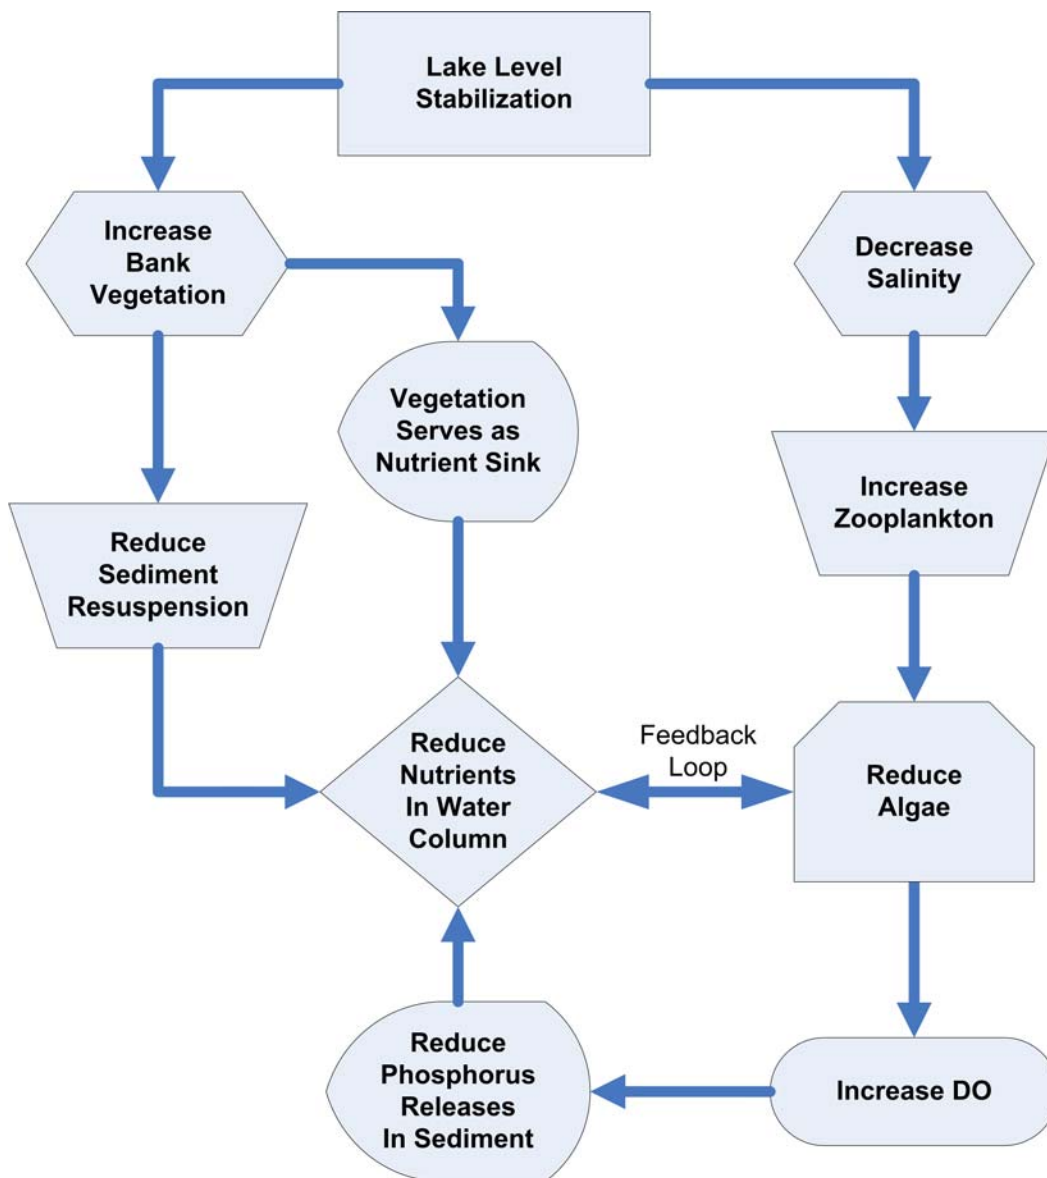 Lake Level
Stabilization
Increase
Bank
Vegetation
Decrease
Salinity
Vegetation
Serves as
Nutrient Sink
Increase
Zooplankton
Reduce
Sediment
Resuspension
Reduce
Nutrients
In Water
Column
Feedback
Loop
Reduce
Algae
Reduce
Phosphorus
Releases
In Sediment
Increase DO